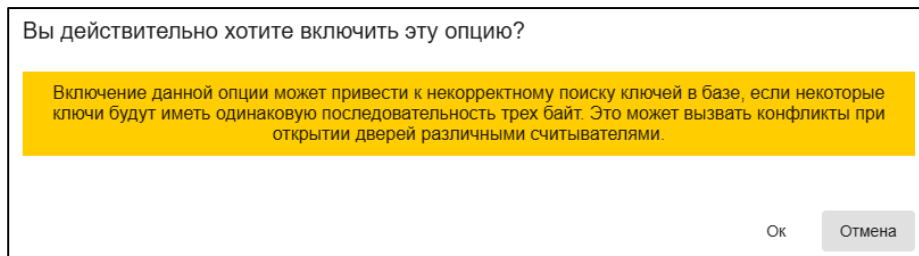 Вы действительно хотите включить эту опцию?
Включение данной опции может привести к некорректному поиску ключей в базе, если некоторые
ключи будут иметь одинаковую последовательность трех байт. Это может вызвать конфликты при
открытии дверей различными считывателями.
Ок Отмена